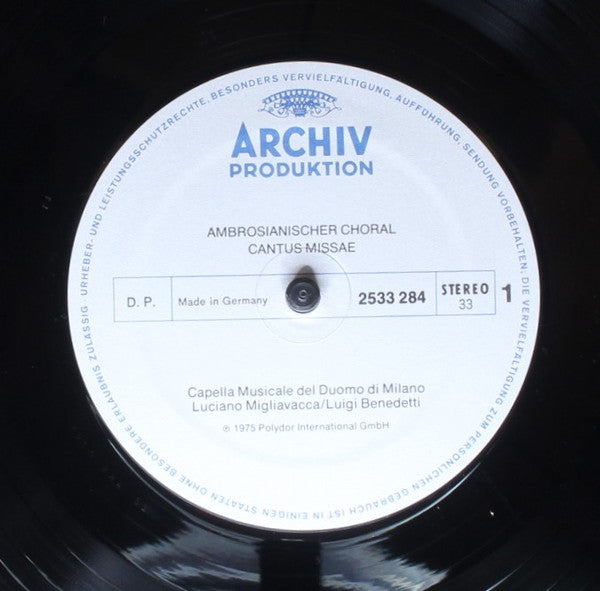 ARCHIV
PRODUKTION
AMBROSIANISCHER CHORAL
CANTUS MISSAE
D. P.
Made in Germany
2533 284
STEREO
33
1
Capella Musicale del Duomo di Milano
Luciano Migliavacca/Luigi Benedetti
℗ 1975 Polydor International GmbH
URHEBER- UND LEISTUNGSSCHUTZRECHTE, BESONDERS VERVIELFÄLTIGUNG, AUFFÜHRUNG, SENDUNG VORBEHALTEN; DIE VERVIELFÄLTIGUNG ZUM PERSÖNLICHEN GEBRAUCH IST IN EINIGEN STAATEN OHNE BESONDERE ERLAUBNIS ZULÄSSIG ·